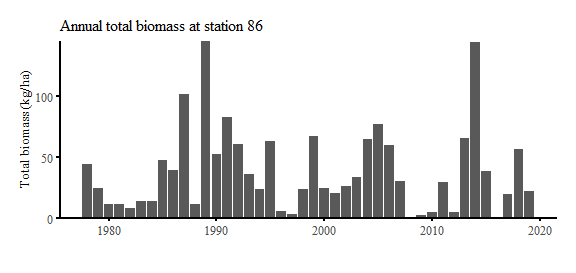 Annual total biomass at station 86
Total biomass (kg/ha)
100
50
0
1980 1990 2000 2010 2020